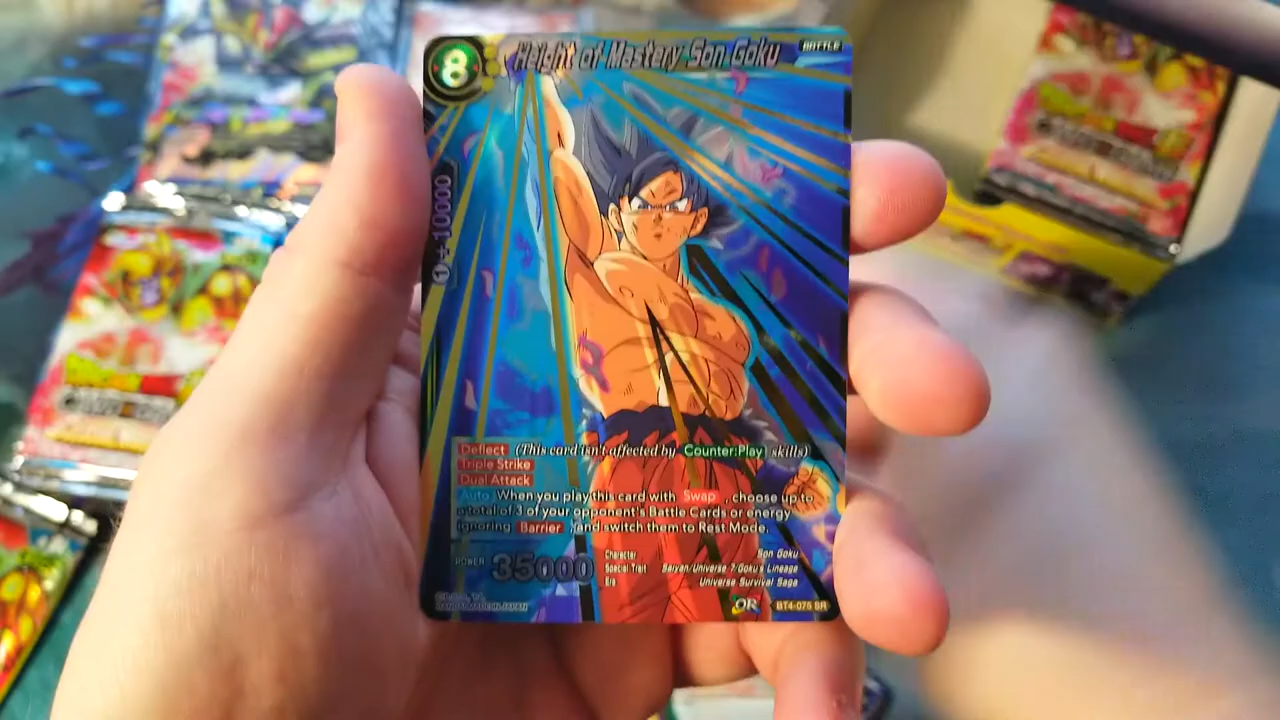 8
Height of Mastery Son Goku
BATTLE
10000
Deflect (This card isn't affected by Counter:Play skills)
Triple Strike
Dual Attack
Auto When you play this card with Swap, choose up to
a total of 3 of your opponent's Battle Cards or energy
ignoring Barrier, and switch them to Rest Mode.
POWER 35000
Character Son Goku
Special Trait Saiyan/Universe 7/Goku's Lineage
Era Universe Survival Saga
BT4-075 SR